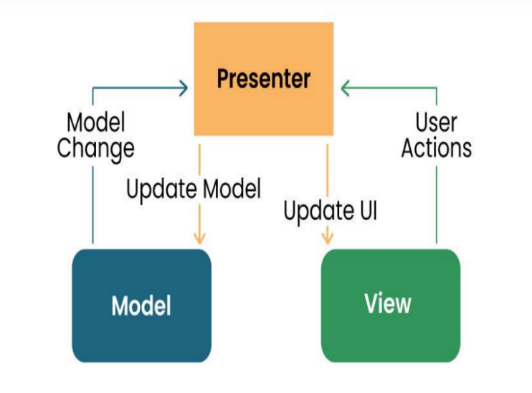 Presenter
Model
Change
User
Actions
Update Model
Update UI
Model
View